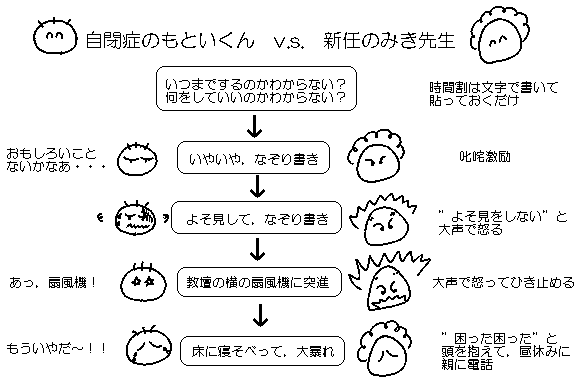 自閉症のもといくん v.s. 新任のみき先生
いつまでするのかわからない？
何をしていいのかわからない？
時間割は文字で書いて
貼っておくだけ
おもしろいこと
ないかなあ・・・
いやいや，なぞり書き
叱咤激励
よそ見して，なぞり書き
"よそ見をしない"と
大声で怒る
あっ，扇風機！
教壇の横の扇風機に突進
大声で怒ってひき止める
もういやだ～！！
床に寝そべって，大暴れ
"困った困った"と
頭を抱えて，昼休みに
親に電話